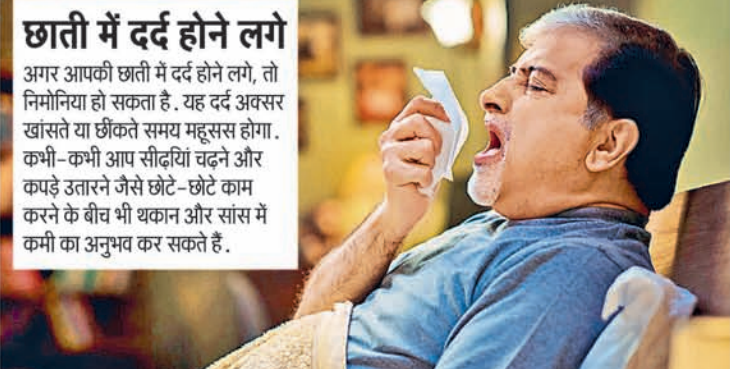 छाती में दर्द होने लगे
अगर आपकी छाती में दर्द होने लगे, तो
निमोनिया हो सकता है. यह दर्द अक्सर
खांसते या छींकते समय महूसस होगा.
कभी-कभी आप सीढ़यिां चढ़ने और
कपड़े उतारने जैसे छोटे-छोटे काम
करने के बीच भी थकान और सांस में
कमी का अनुभव कर सकते हैं.